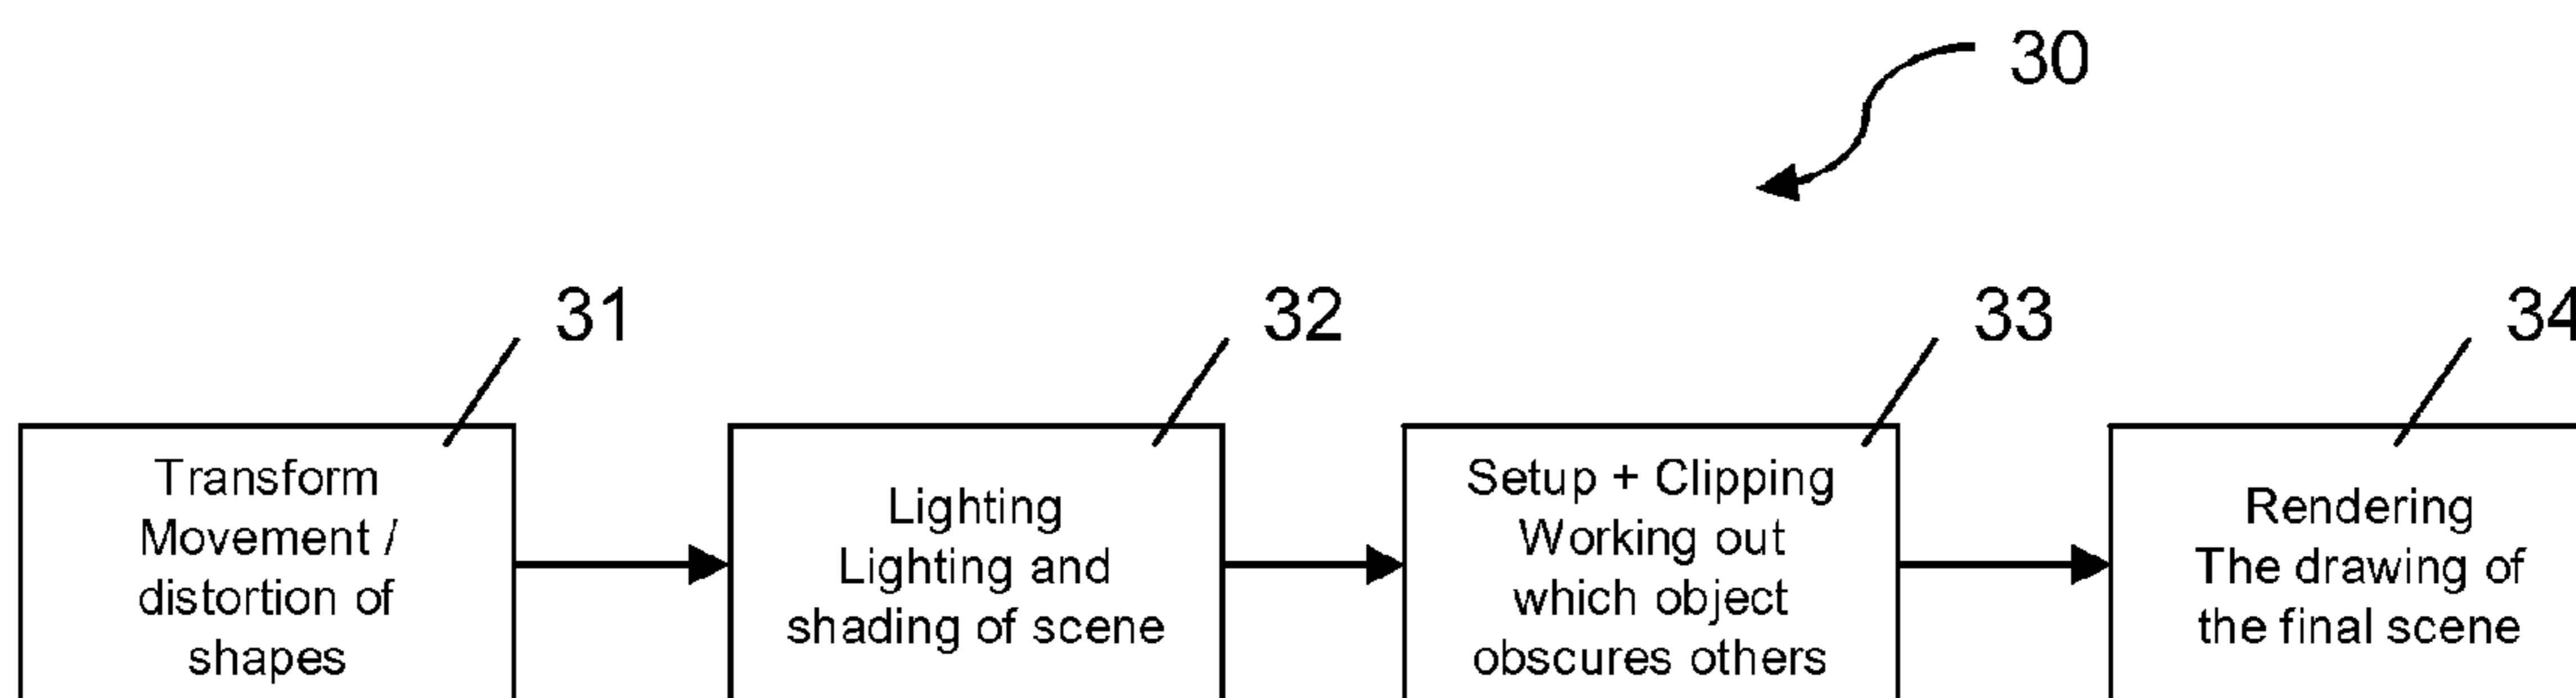 30
31
32
33
34
Transform
Movement /
distortion of
shapes
Lighting
Lighting and
shading of scene
Setup + Clipping
Working out
which object
obscures others
Rendering
The drawing of
the final scene